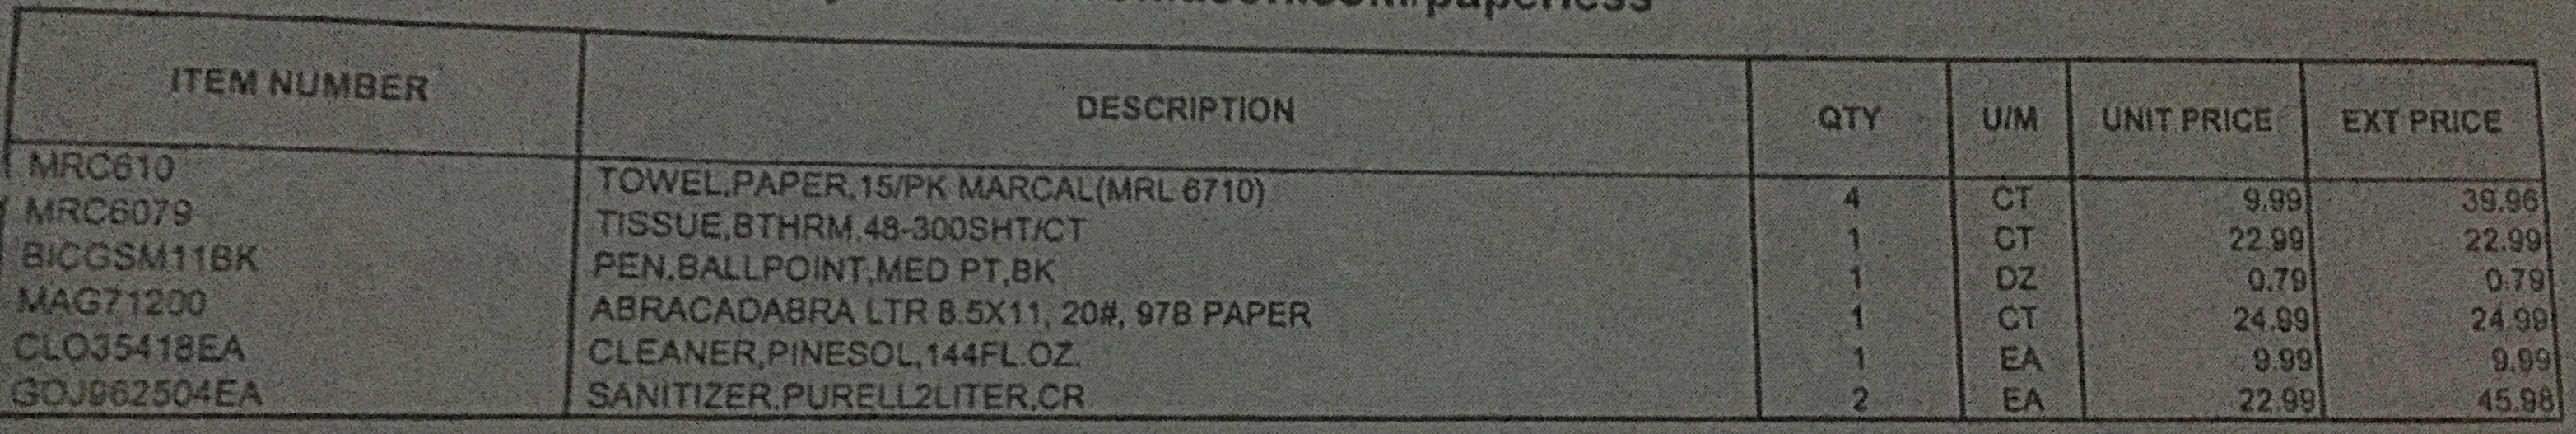 ITEM NUMBER DESCRIPTION QTY U/M UNIT PRICE EXT PRICE
MRC610 TOWEL,PAPER,15/PK MARCAL(MRL 6710) 4 CT 9.99 39.96
MRC6079 TISSUE,BTHRM,48-300SHT/CT 1 CT 22.99 22.99
BICGSM11BK PEN,BALLPOINT,MED PT,BK 1 DZ 0.79 0.79
MAG71200 ABRACADABRA LTR 8.5X11, 20#, 97B PAPER 1 CT 24.99 24.99
CLO35418EA CLEANER,PINESOL,144FL.OZ. 1 EA 9.99 9.99
GOJ962504EA SANITIZER,PURELL2LITER,CR 2 EA 22.99 45.98